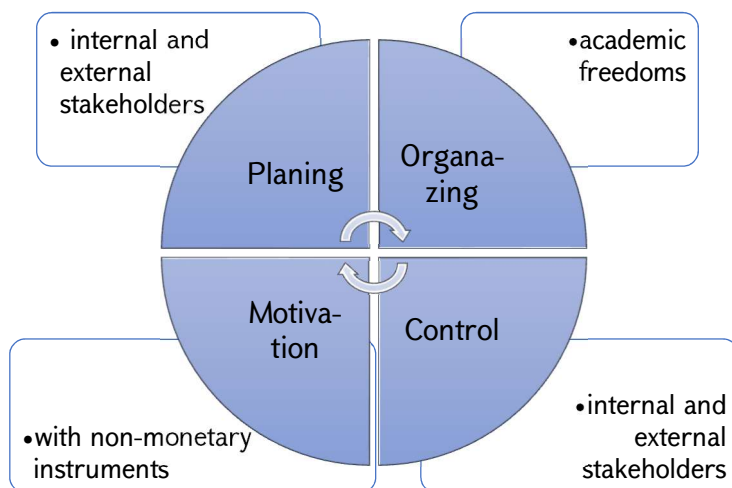 • internal and
external
stakeholders
•academic
freedoms
Planing
Organa-
zing
Motiva-
tion
Control
•with non-monetary
instruments
•internal and
external
stakeholders